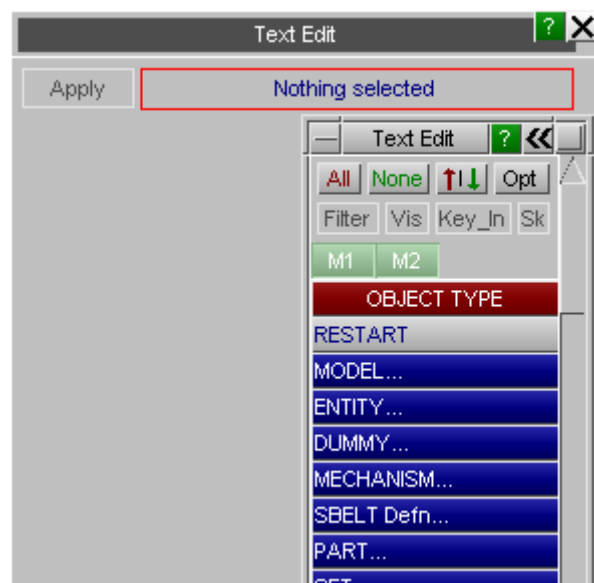 Text Edit ?
Apply Nothing selected
Text Edit ?
All None Opt
Filter Vis Key_In Sk
M1 M2
OBJECT TYPE
RESTART
MODEL...
ENTITY...
DUMMY...
MECHANISM...
SBELT Defn...
PART...